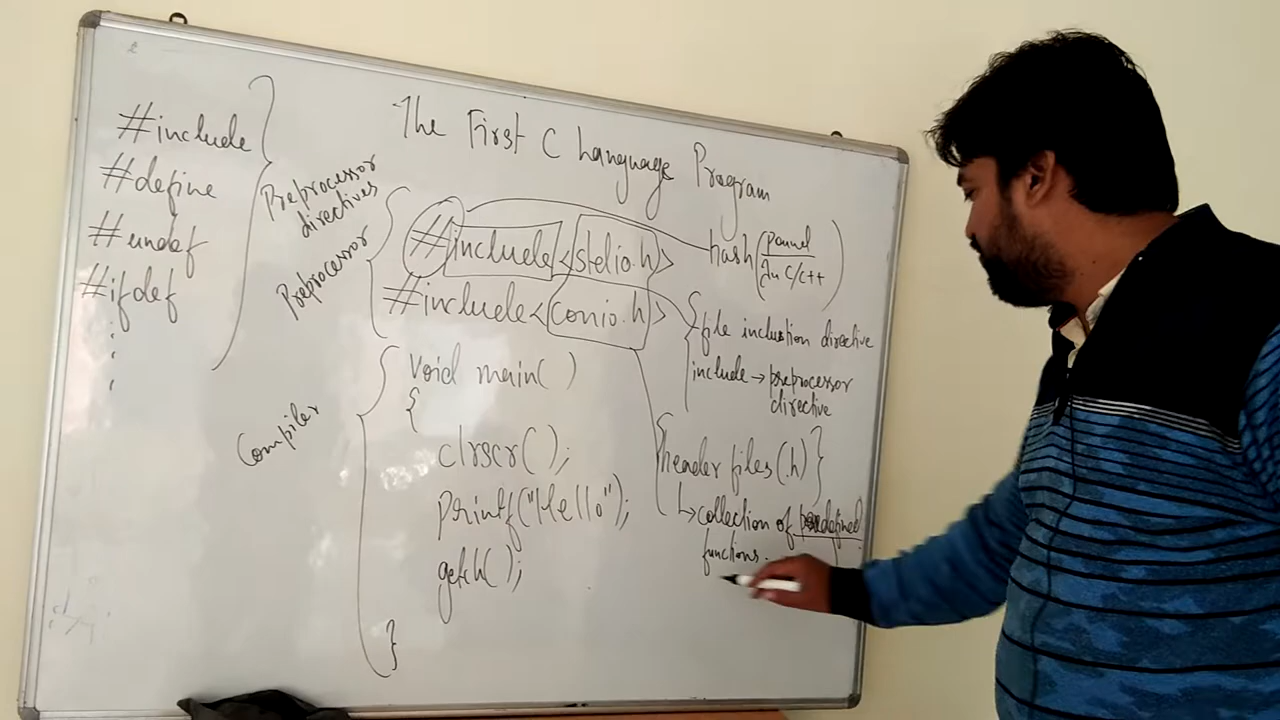 The First C Language Program
#include
#define
#undef
#ifdef
Preprocessor
directives
Preprocessor
#include<stdio.h>
#include<conio.h>
hash(pound
in C/C++)
file inclustion directive
include → preprocessor
directive
Compiler
void main( )
{
clrscr( );
printf("Hello");
getch( );
}
header files(.h)
↳ collection of predefined
functions.